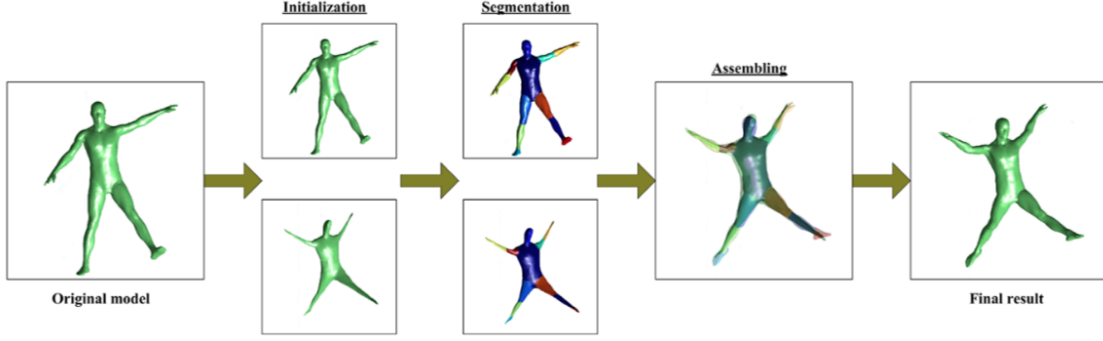 Initialization
Segmentation
Assembling
Original model
Final result